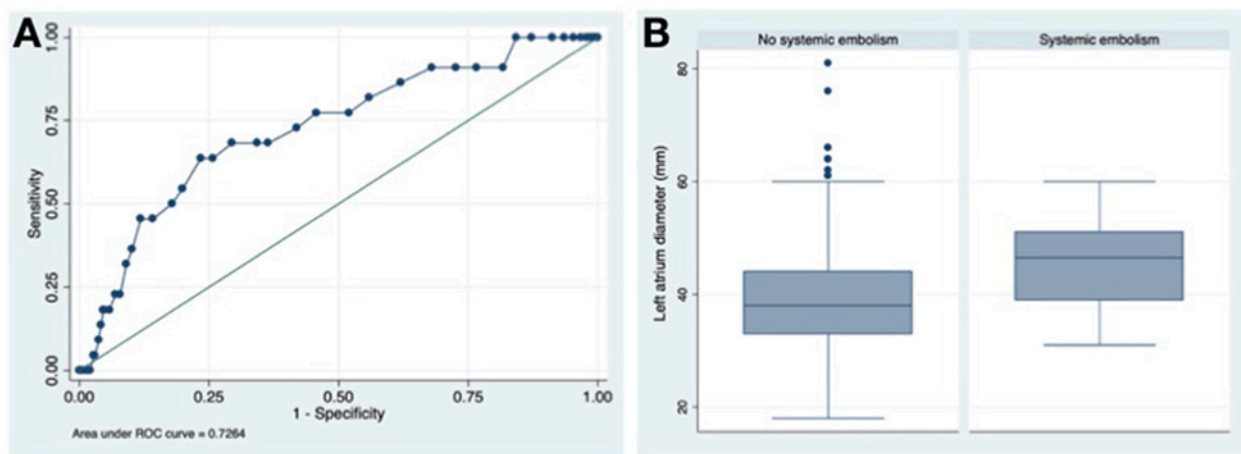 A
1.00
0.75
0.50
0.25
0.00
Sensitivity
0.00 0.25 0.50 0.75 1.00
1 - Specificity
Area under ROC curve = 0.7264
B
No systemic embolism Systemic embolism
80
60
40
20
Left atrium diameter (mm)